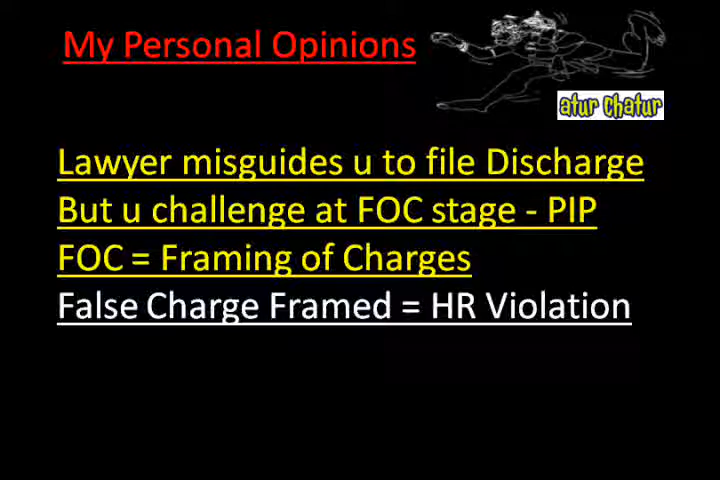 My Personal Opinions
atur chatur
Lawyer misguides u to file Discharge
But u challenge at FOC stage - PIP
FOC = Framing of Charges
False Charge Framed = HR Violation